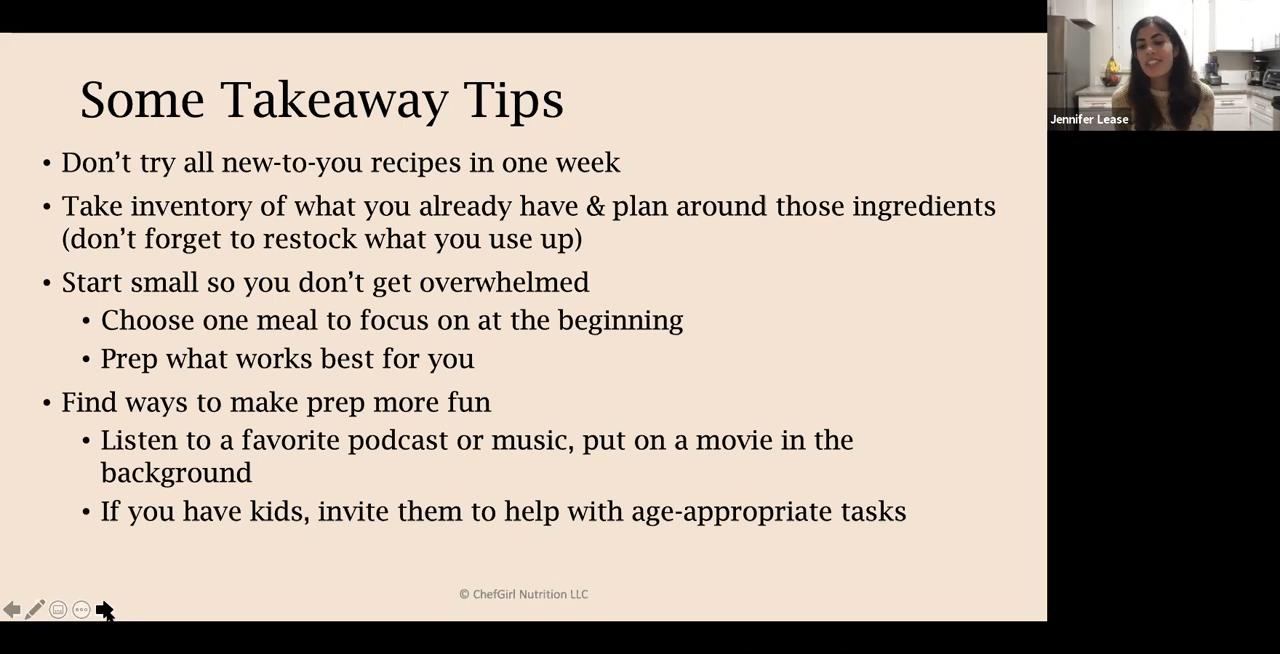 Some Takeaway Tips
• Don’t try all new-to-you recipes in one week
• Take inventory of what you already have & plan around those ingredients
(don’t forget to restock what you use up)
• Start small so you don’t get overwhelmed
• Choose one meal to focus on at the beginning
• Prep what works best for you
• Find ways to make prep more fun
• Listen to a favorite podcast or music, put on a movie in the
background
• If you have kids, invite them to help with age-appropriate tasks
© ChefGirl Nutrition LLC
Jennifer Lease